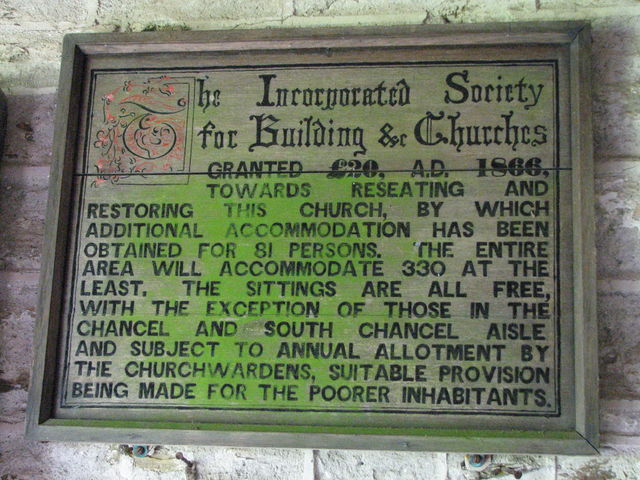 The Incorporated Society
for Building &c Churches
GRANTED £20, A.D. 1866,
TOWARDS RESEATING AND
RESTORING THIS CHURCH, BY WHICH
ADDITIONAL ACCOMMODATION HAS BEEN
OBTAINED FOR 81 PERSONS. THE ENTIRE
AREA WILL ACCOMMODATE 330 AT THE
LEAST. THE SITTINGS ARE ALL FREE,
WITH THE EXCEPTION OF THOSE IN THE
CHANCEL AND SOUTH CHANCEL AISLE
AND SUBJECT TO ANNUAL ALLOTMENT BY
THE CHURCHWARDENS, SUITABLE PROVISION
BEING MADE FOR THE POORER INHABITANTS.